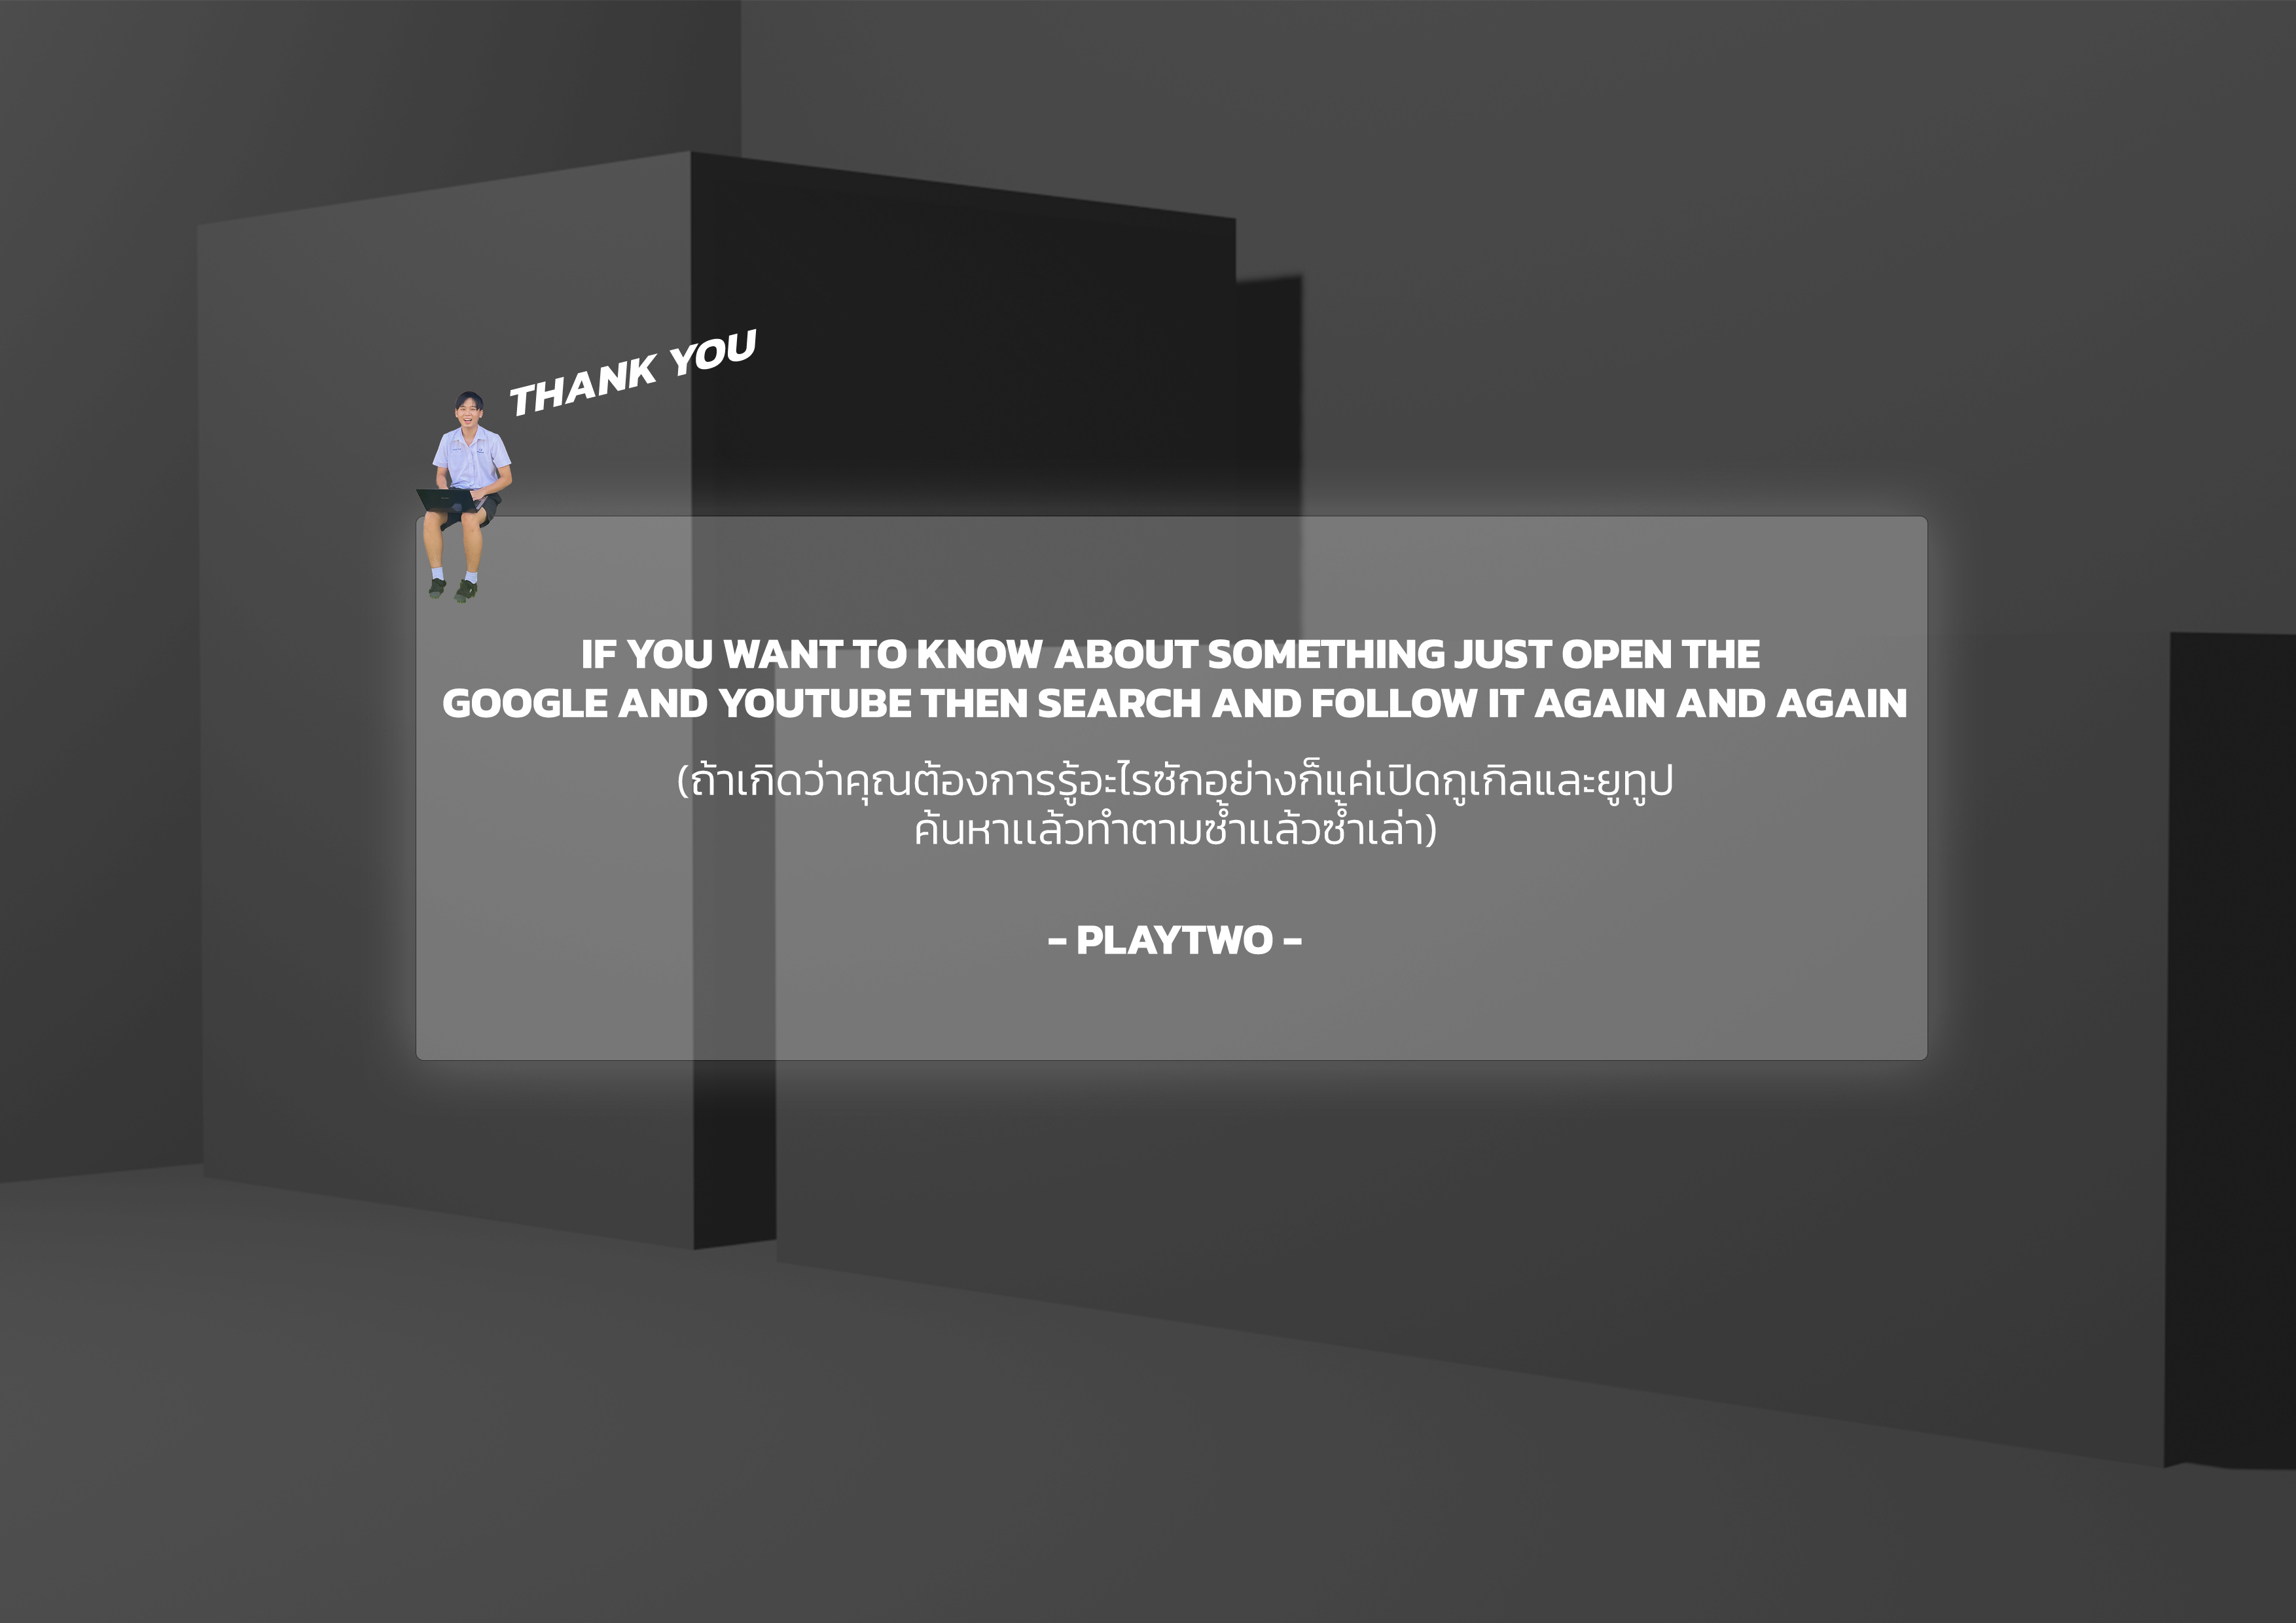 THANK YOU
IF YOU WANT TO KNOW ABOUT SOMETHING JUST OPEN THE
GOOGLE AND YOUTUBE THEN SEARCH AND FOLLOW IT AGAIN AND AGAIN
(ถ้าเกิดว่าคุณต้องการรู้อะไรซักอย่างก็แค่เปิดกูเกิลและยูทูป
ค้นหาแล้วทำตามซ้ำแล้วซ้ำเล่า)
- PLAYTWO -